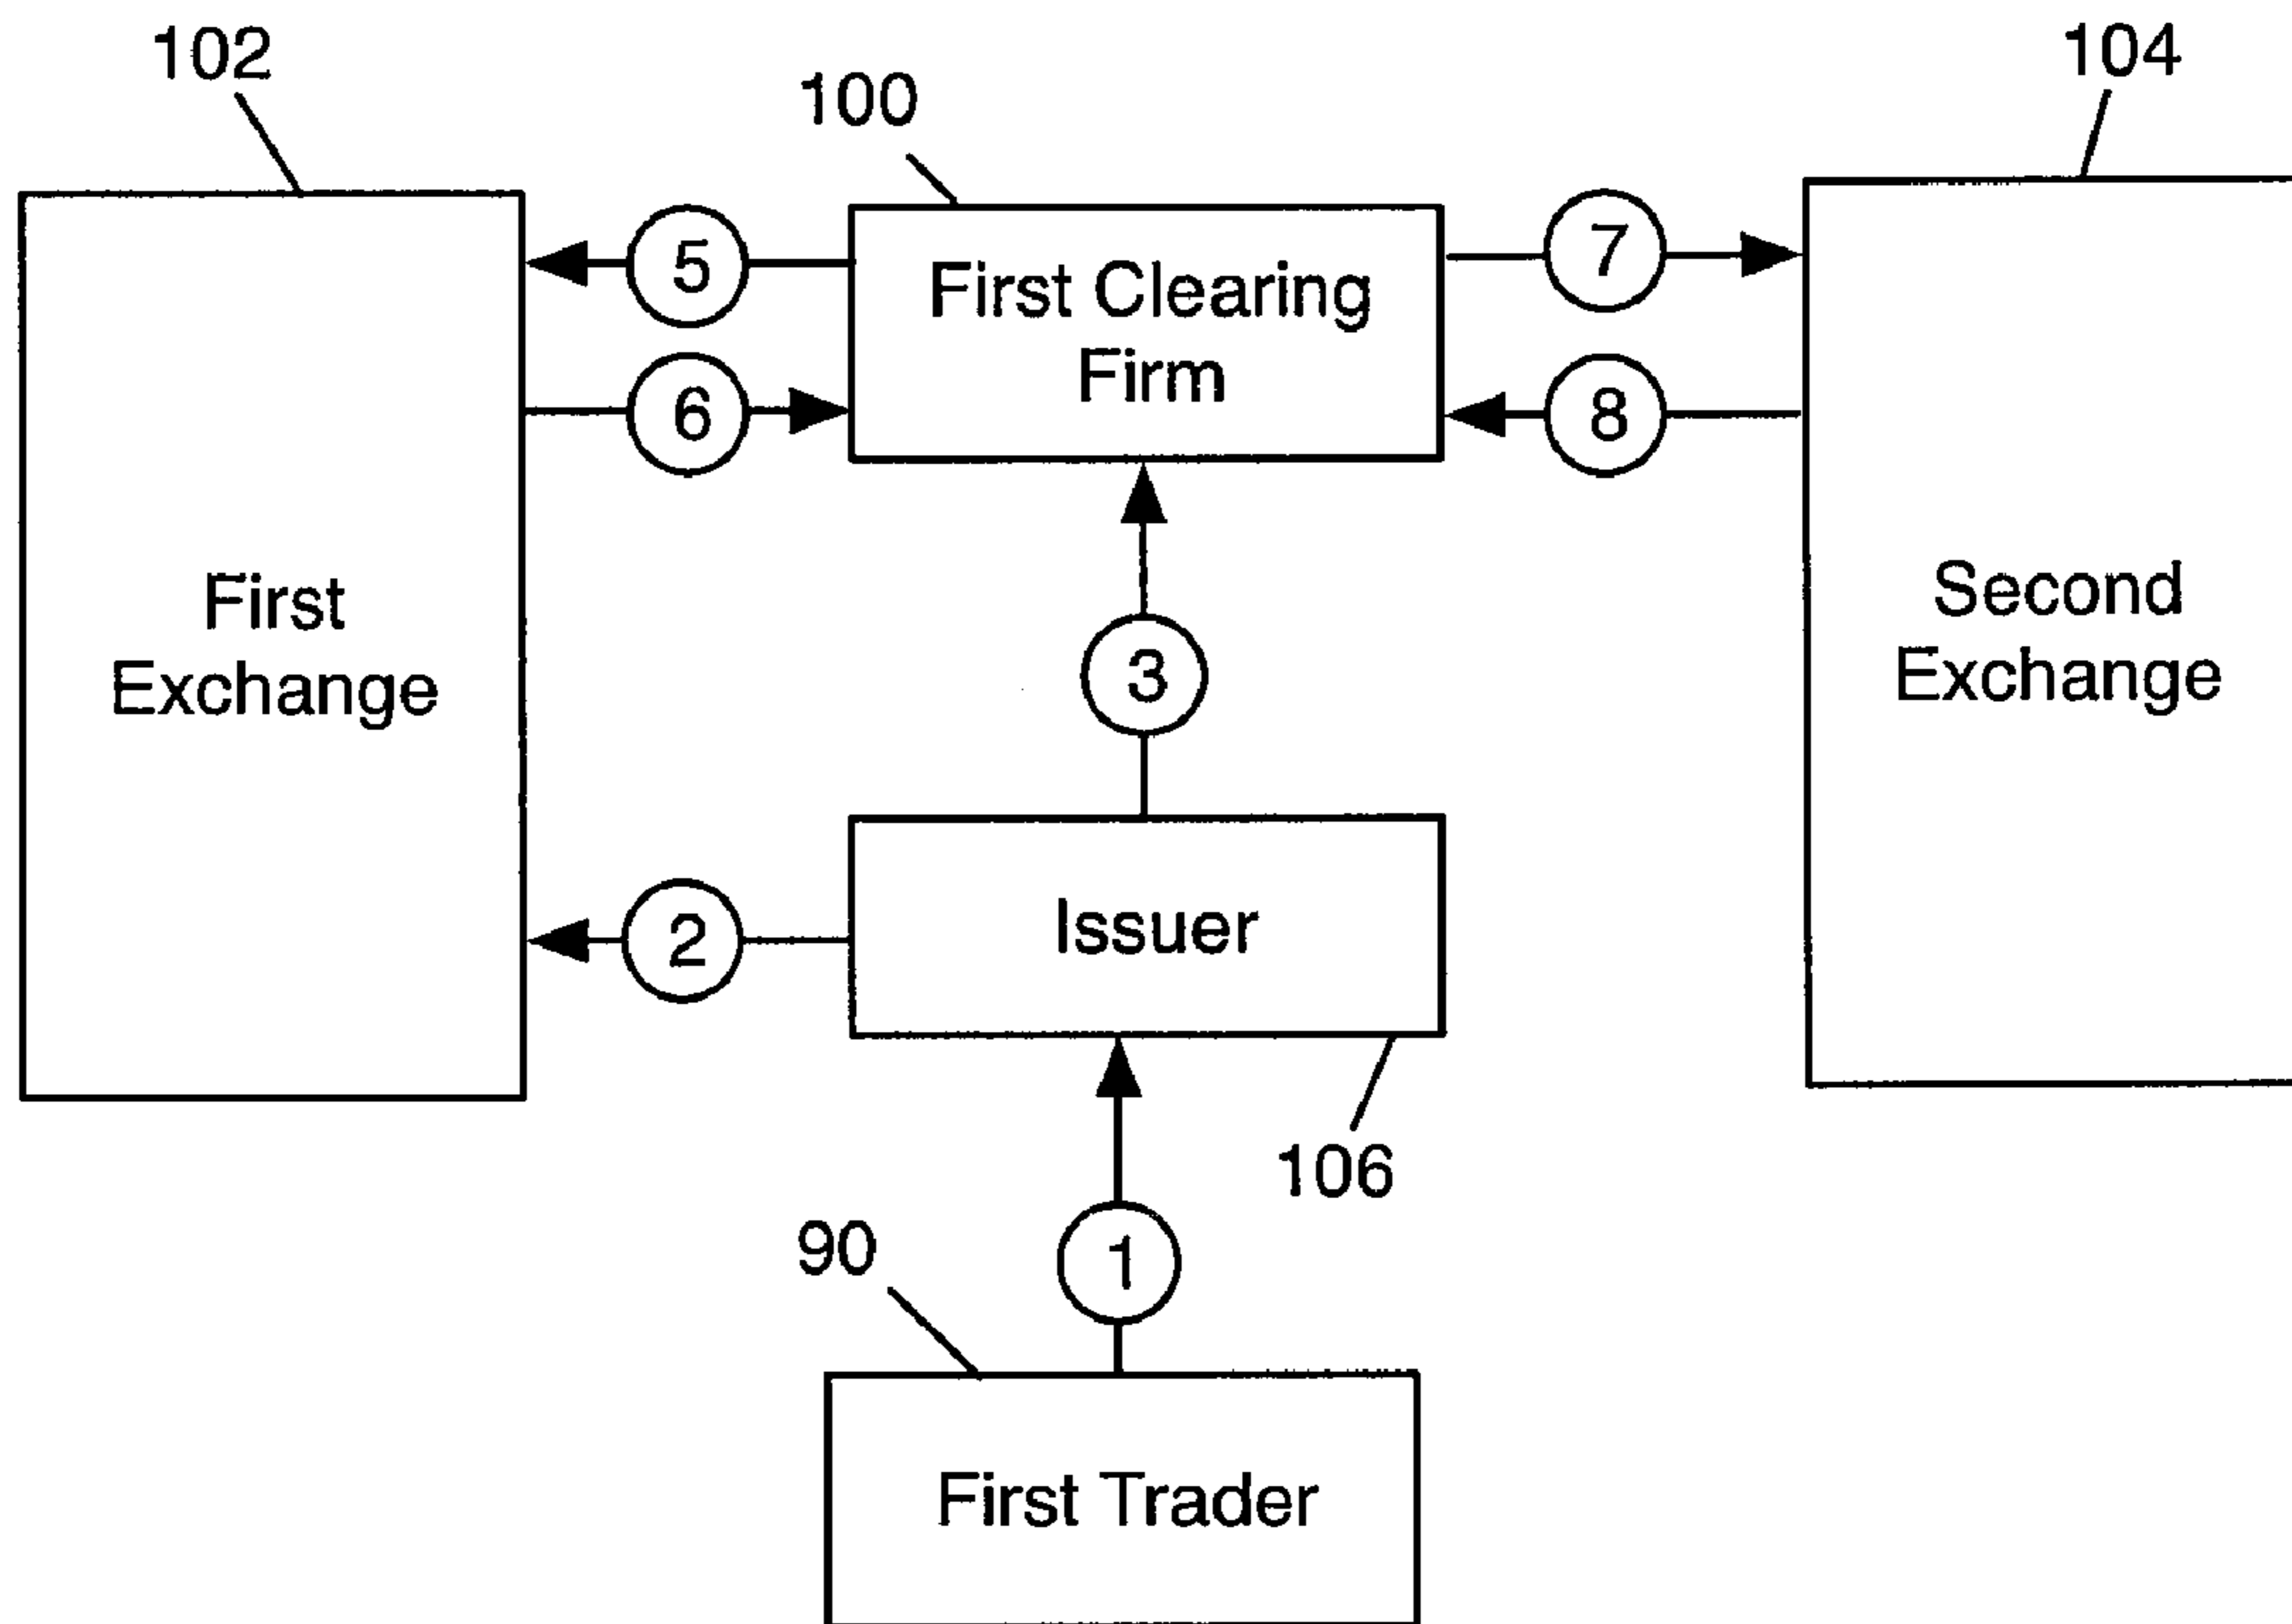 102
104
100
5
7
First Clearing
Firm
6
8
First
Exchange
Second
Exchange
3
Issuer
2
106
90
1
First Trader